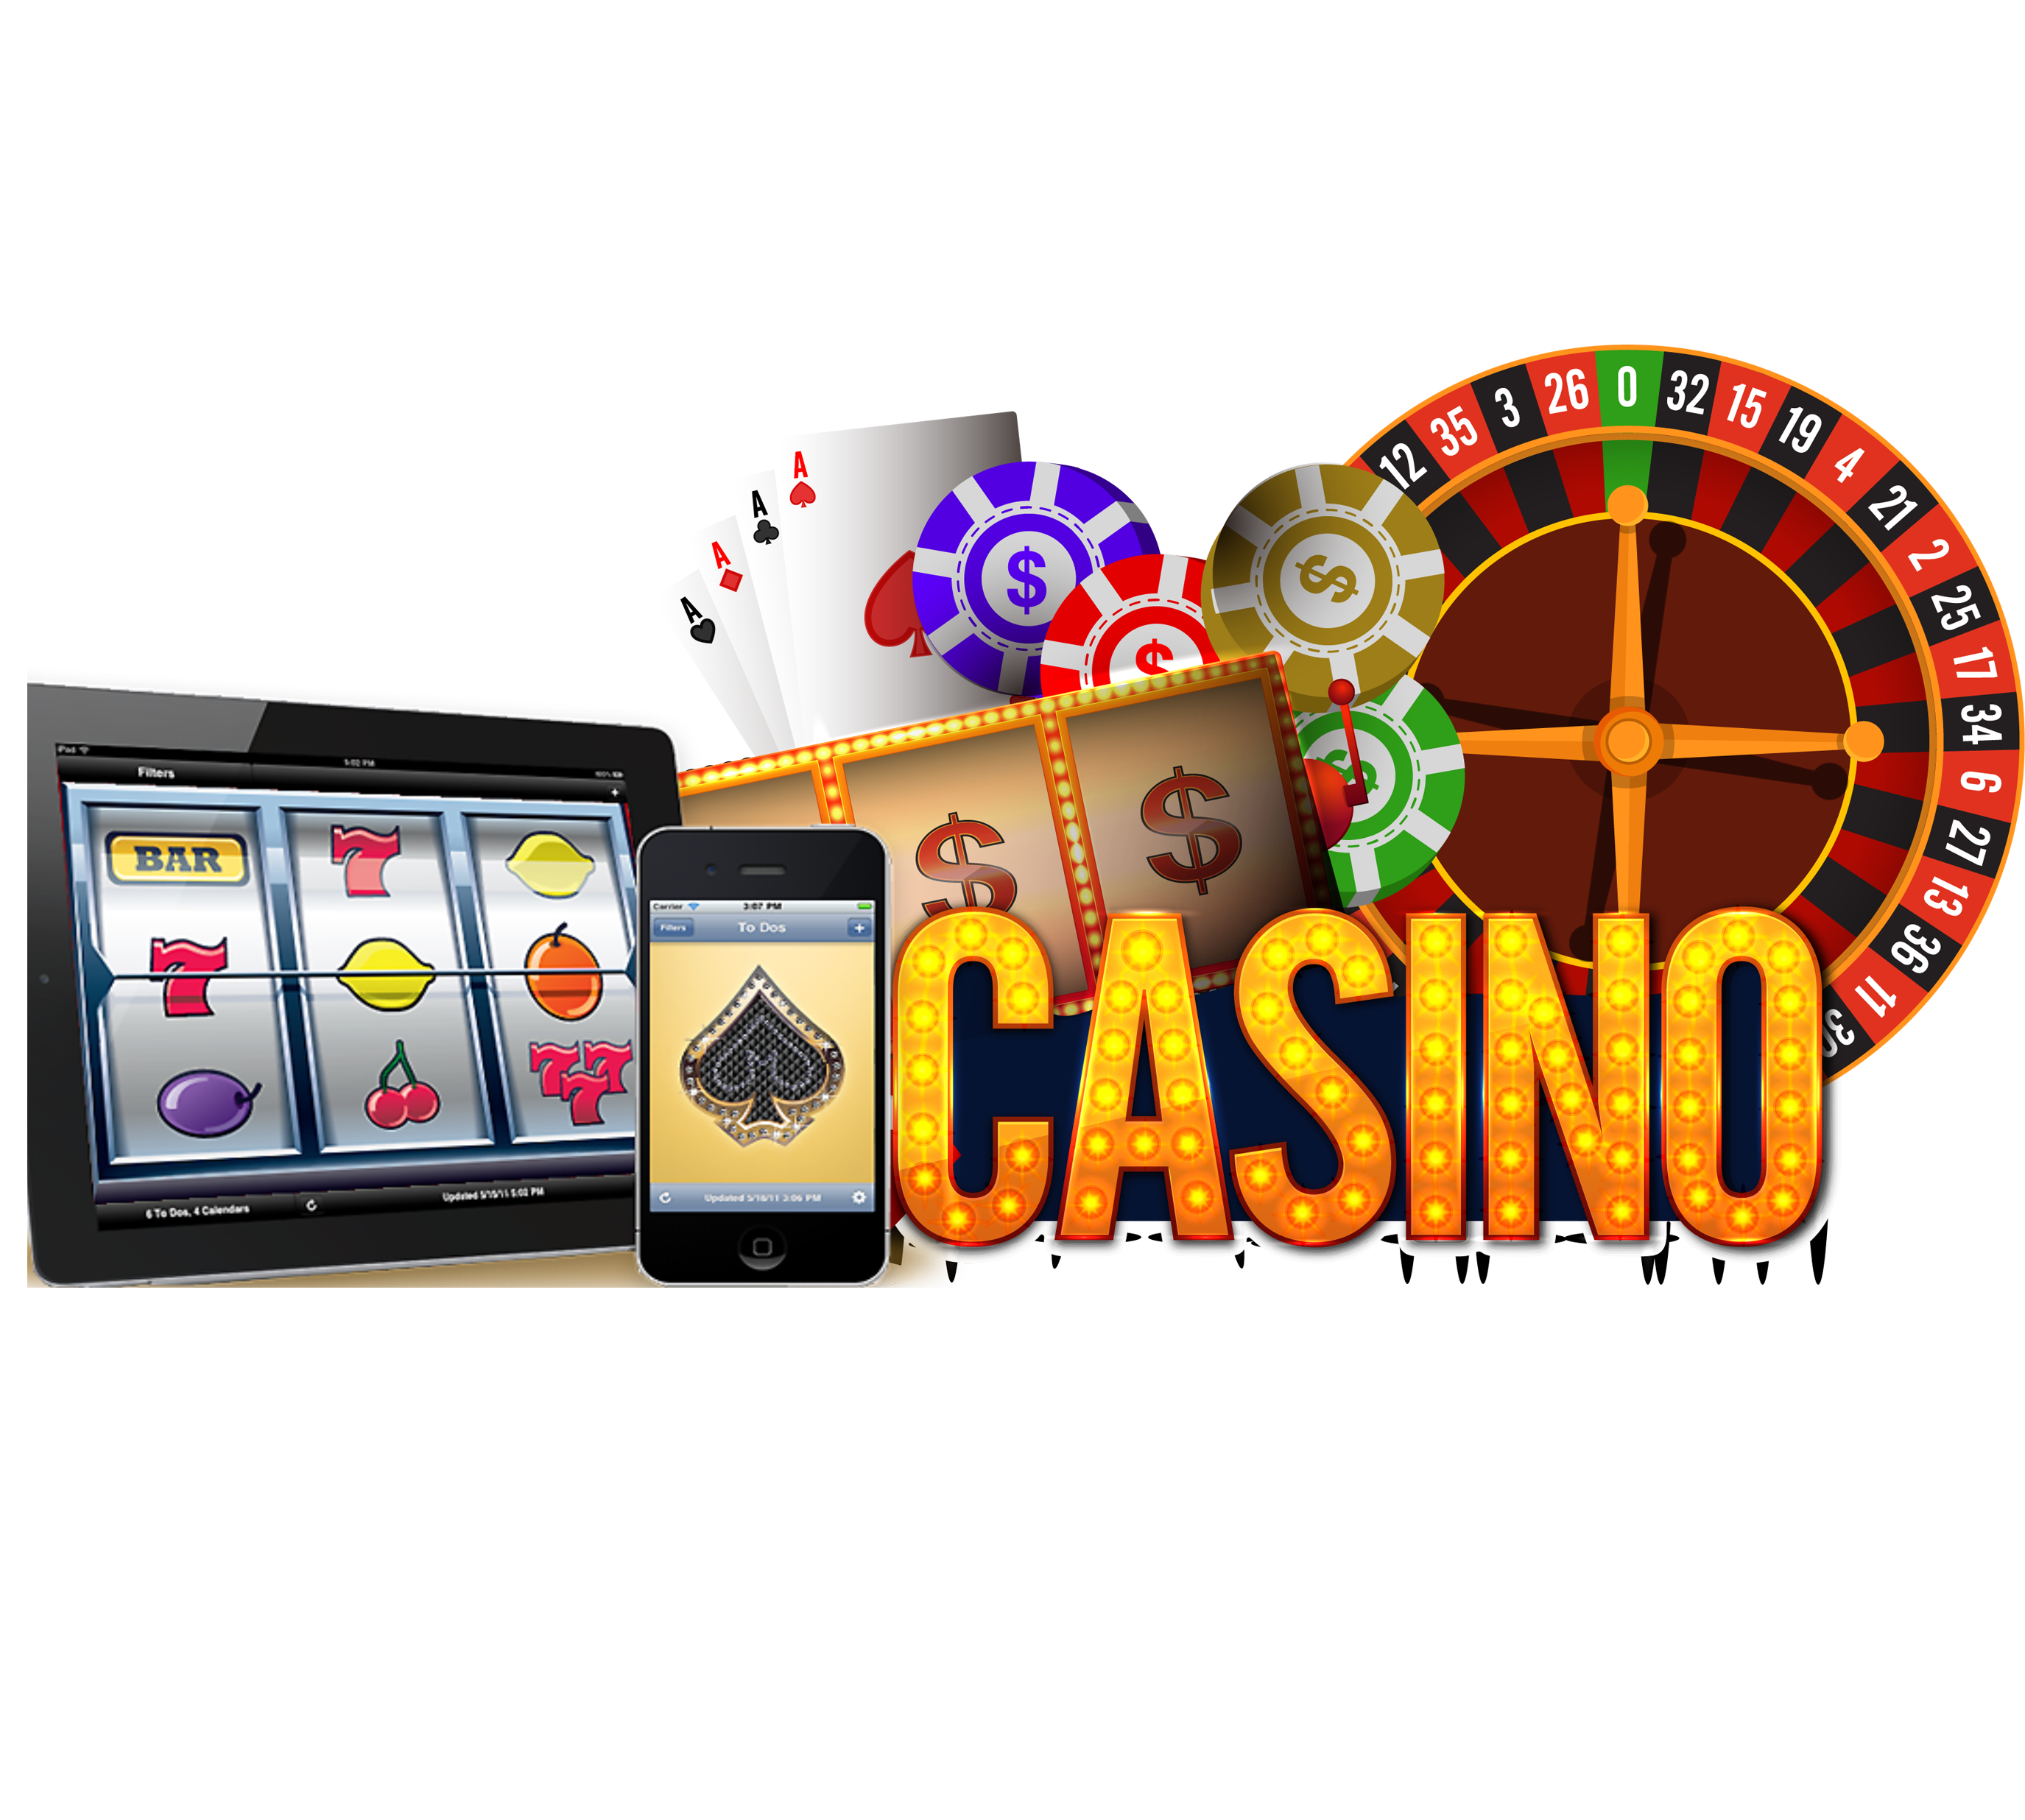 26 0 32
3 15
35 19
12 4
21
2
25
17
34
6
27
13
36
11
30
A
A
A
A
$
$
$
$
$
$
iPad
5:02 PM
100%
Filters
+
BAR
7
7
777
6 To Dos, 4 Calendars
Updated 5/15/11 5:02 PM
Carrier 3:07 PM
Filters To Dos +
Updated 5/16/11 3:06 PM
CASINO